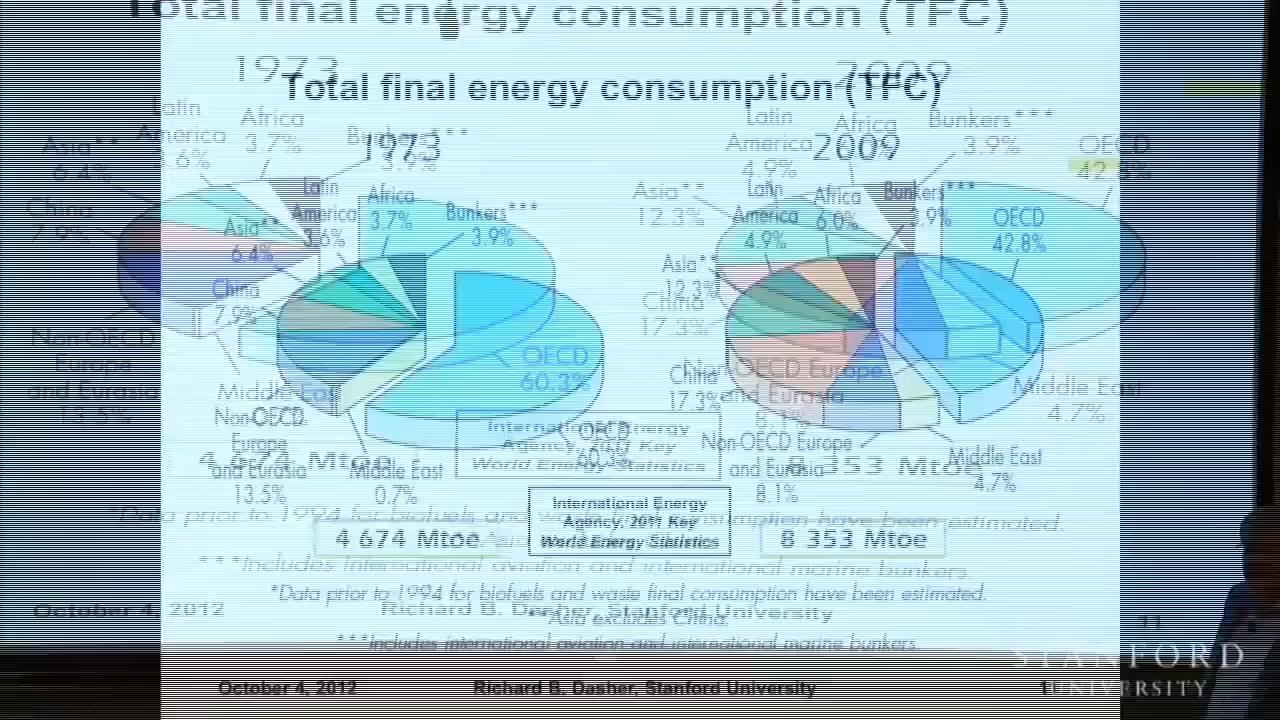 Total final energy consumption (TFC)
1973
2009
Latin
America
3.6%
Africa
3.7%
Bunkers***
3.9%
Asia**
6.4%
China
7.9%
OECD
60.3%
Non-OECD
Europe
and Eurasia
13.5%
Middle East
0.7%
Latin
America
4.9%
Africa
6.0%
Bunkers***
3.9%
OECD
42.8%
Asia**
12.3%
China
17.3%
Non-OECD Europe
and Eurasia
8.1%
Middle East
4.7%
4 674 Mtoe
International Energy
Agency, 2011 Key
World Energy Statistics
8 353 Mtoe
*Data prior to 1994 for biofuels and waste final consumption have been estimated.
**Asia excludes China.
***Includes international aviation and international marine bunkers.
October 4, 2012
Richard B. Dasher, Stanford University
11
STANFORD
UNIVERSITY